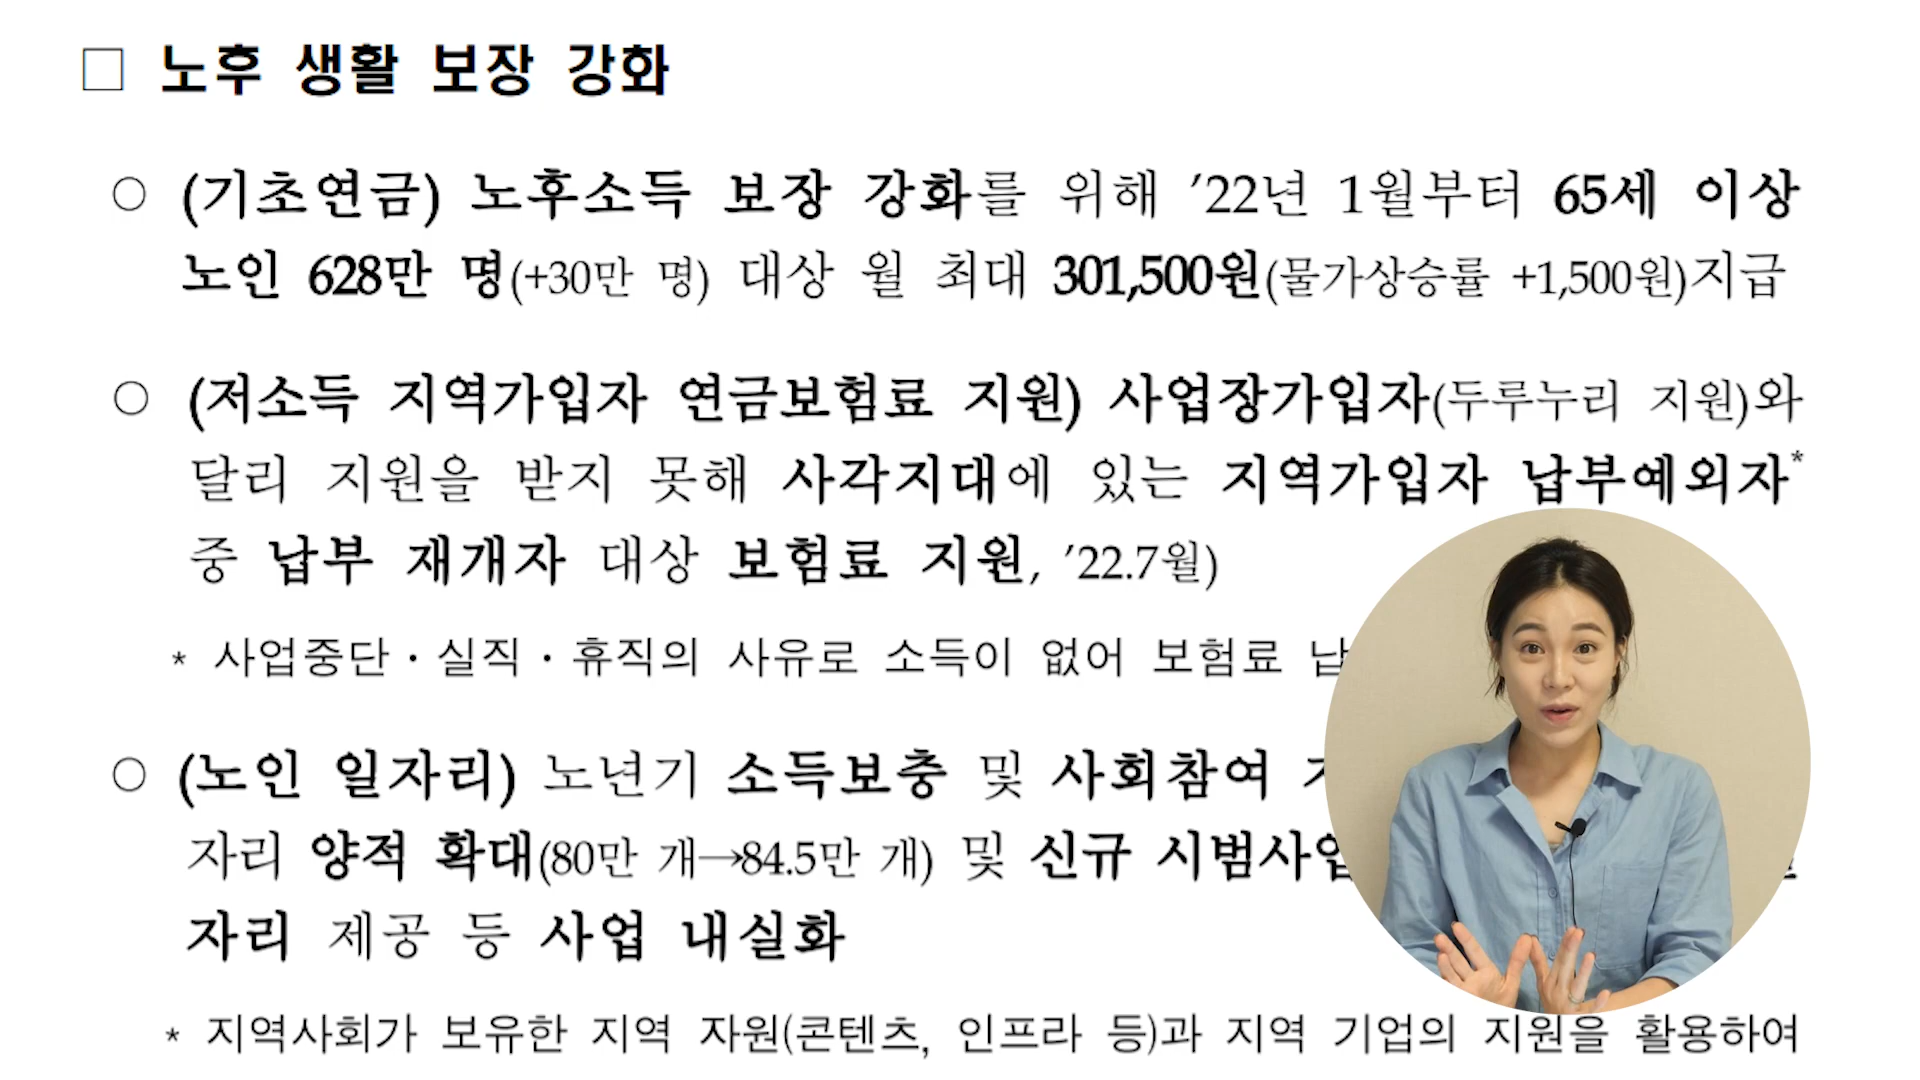 □ 노후 생활 보장 강화
○ (기초연금) 노후소득 보장 강화를 위해 ’22년 1월부터 65세 이상
노인 628만 명(+30만 명) 대상 월 최대 301,500원(물가상승률 +1,500원)지급
○ (저소득 지역가입자 연금보험료 지원) 사업장가입자(두루누리 지원)와
달리 지원을 받지 못해 사각지대에 있는 지역가입자 납부예외자*
중 납부 재개자 대상 보험료 지원, ’22.7월)
* 사업중단·실직·휴직의 사유로 소득이 없어 보험료
○ (노인 일자리) 노년기 소득보충 및 사회참여
자리 양적 확대(80만 개→84.5만 개) 및 신규 시범사업
자리 제공 등 사업 내실화
* 지역사회가 보유한 지역 자원(콘텐츠, 인프라 등)과 지역 기업의 지원을 활용하여